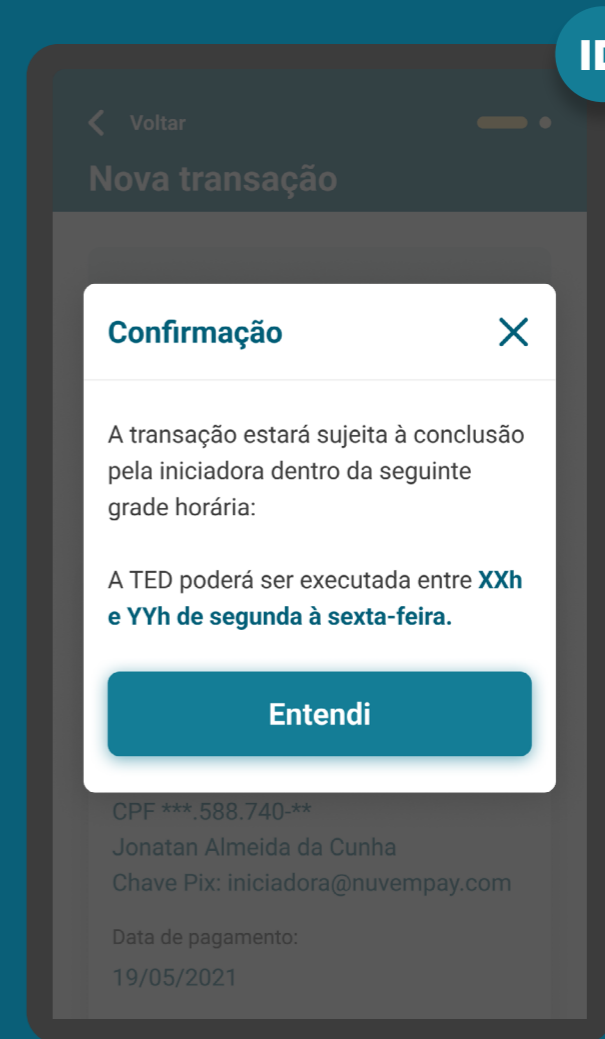 ID
Voltar
Nova transação
Confirmação
A transação estará sujeita à conclusão
pela iniciadora dentro da seguinte
grade horária:
A TED poderá ser executada entre XXh
e YYh de segunda à sexta-feira.
Entendi
CPF ***.588.740-**
Jonatan Almeida da Cunha
Chave Pix: iniciadora@nuvempay.com
Data de pagamento:
19/05/2021